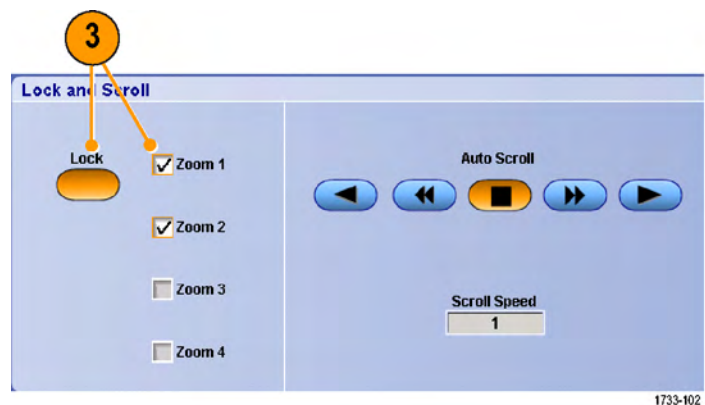 3
Lock and Scroll
Lock
Zoom 1
Auto Scroll
Zoom 2
Zoom 3
Scroll Speed
1
Zoom 4
1733-102